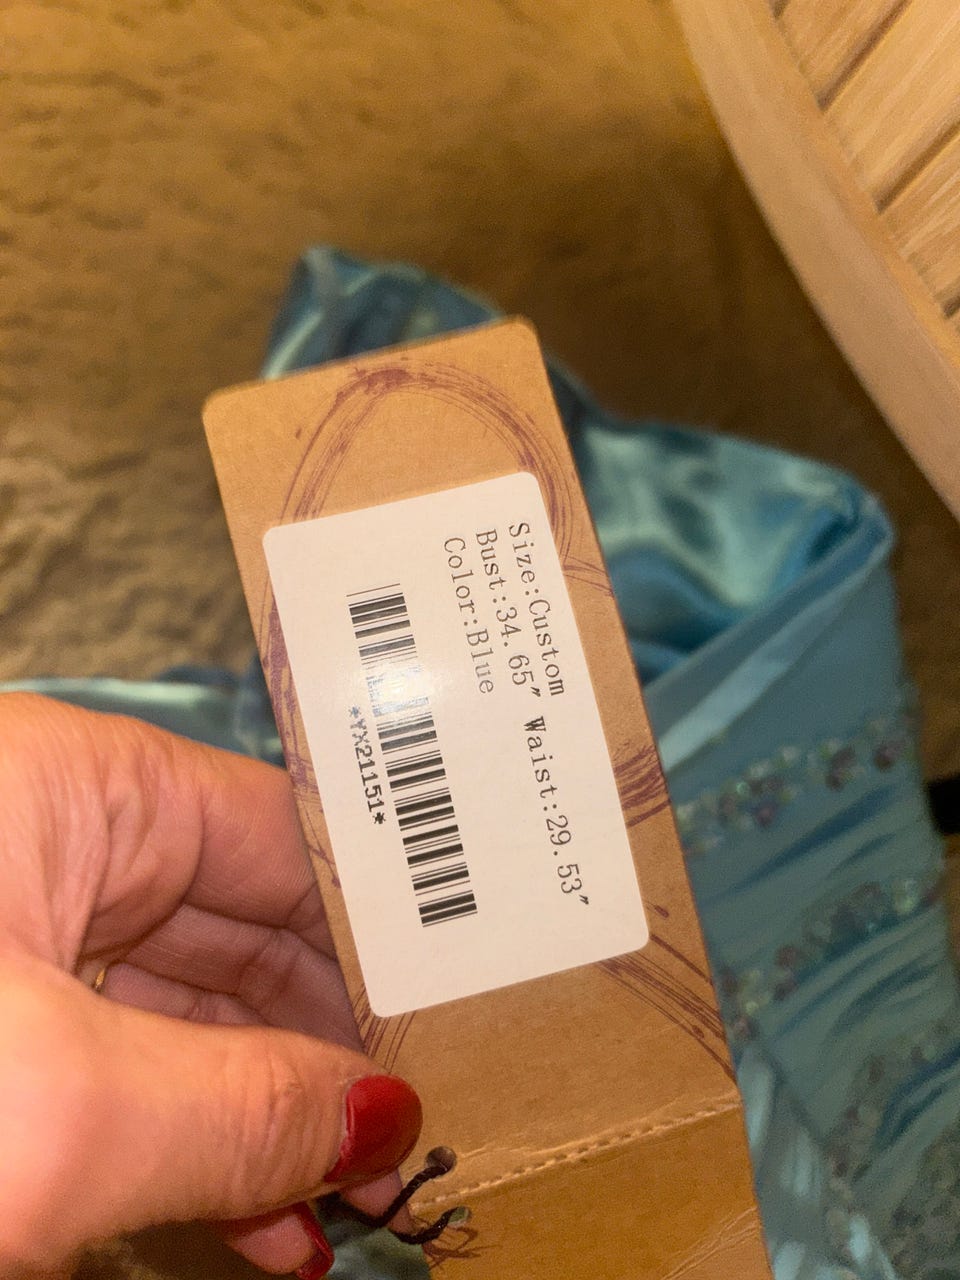 Size:Custom
Bust:34.65" Waist:29.53"
Color:Blue
*YX21151*